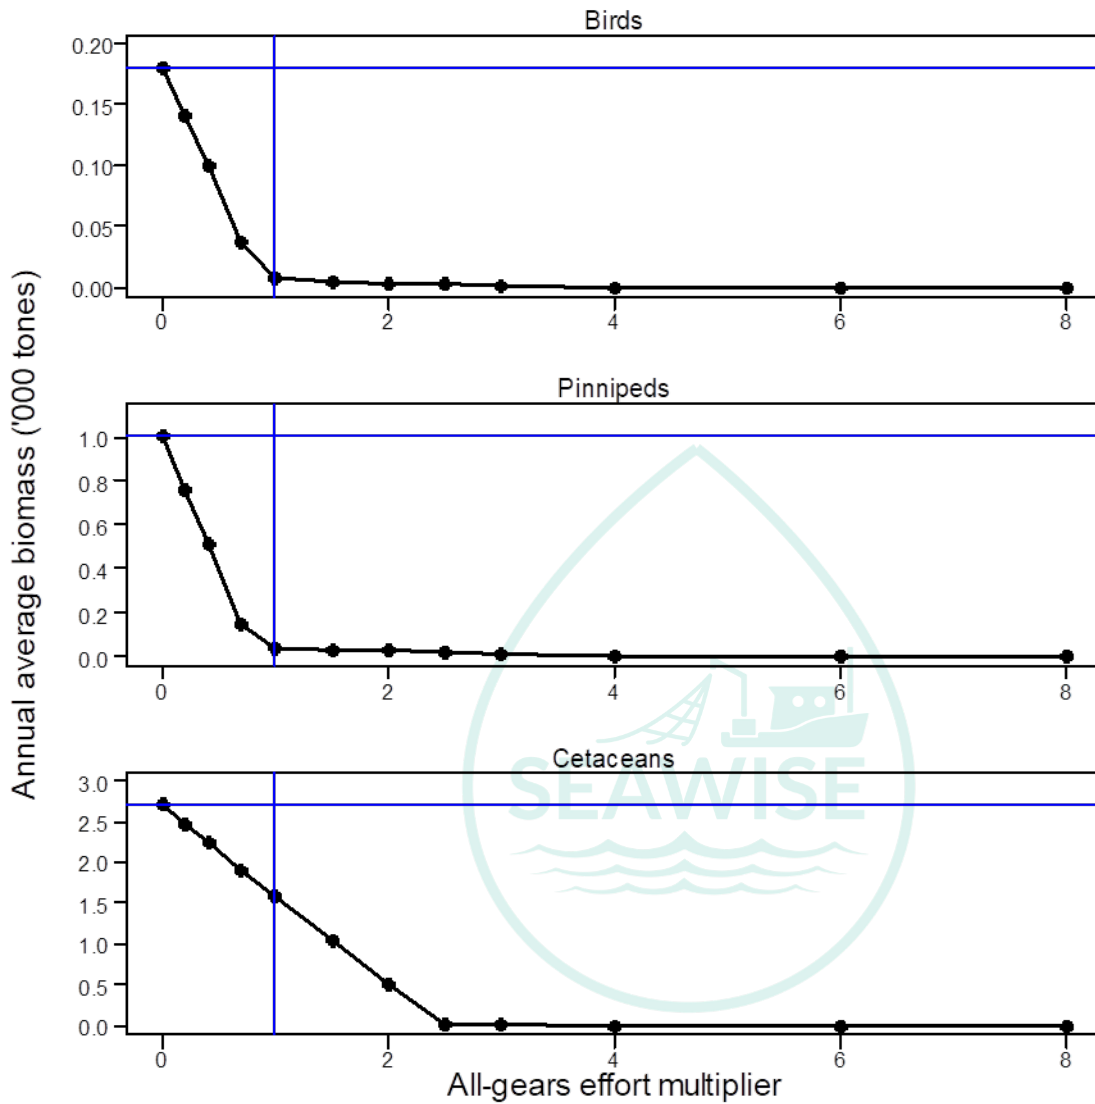 Birds
0.20
0.15
0.10
0.05
0.00
0 2 4 6 8
Pinnipeds
1.0
0.8
0.6
0.4
0.2
0.0
0 2 4 6 8
Cetaceans
3.0
2.5
2.0
1.5
1.0
0.5
0.0
0 2 4 6 8
All-gears effort multiplier
Annual average biomass ('000 tones)
SEAWISE